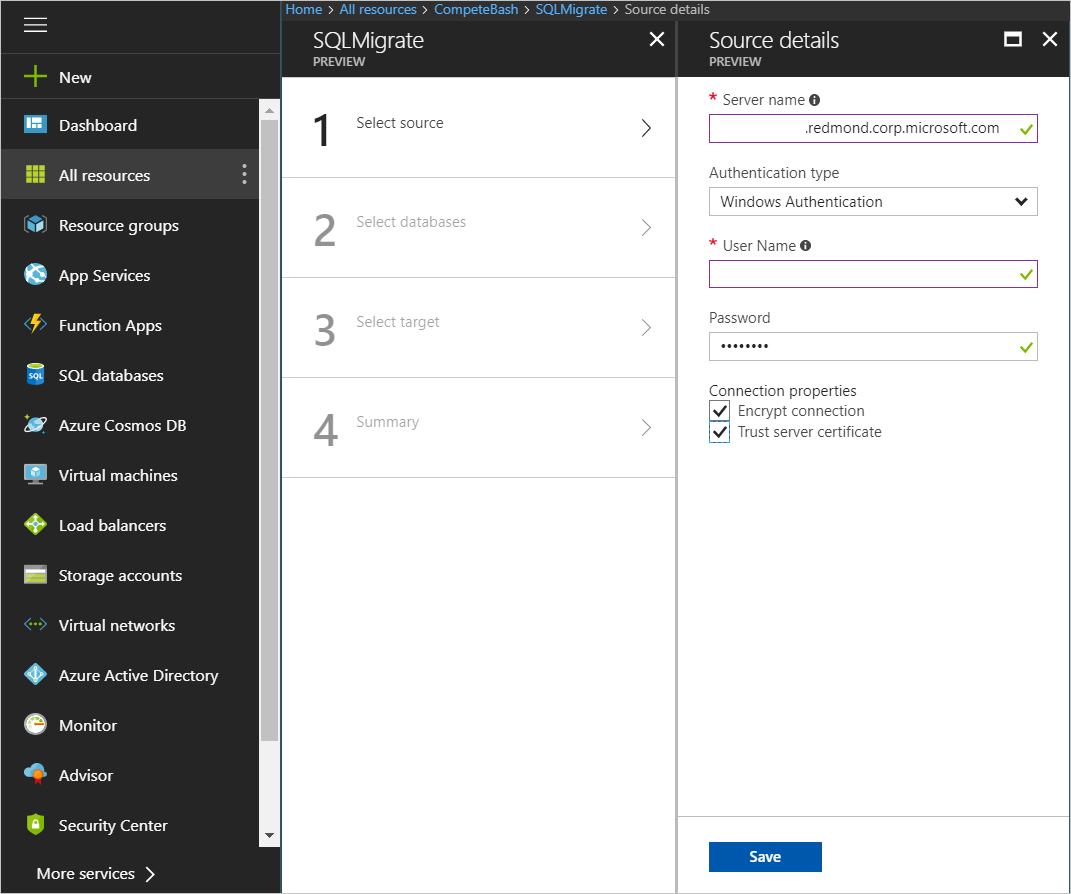 Home > All resources > CompeteBash > SQLMigrate > Source details
New
Dashboard
All resources
Resource groups
App Services
Function Apps
SQL databases
Azure Cosmos DB
Virtual machines
Load balancers
Storage accounts
Virtual networks
Azure Active Directory
Monitor
Advisor
Security Center
More services
SQLMigrate
PREVIEW
1 Select source
2 Select databases
3 Select target
4 Summary
Source details
PREVIEW
* Server name
.redmond.corp.microsoft.com
Authentication type
Windows Authentication
* User Name
Password
••••••••
Connection properties
Encrypt connection
Trust server certificate
Save